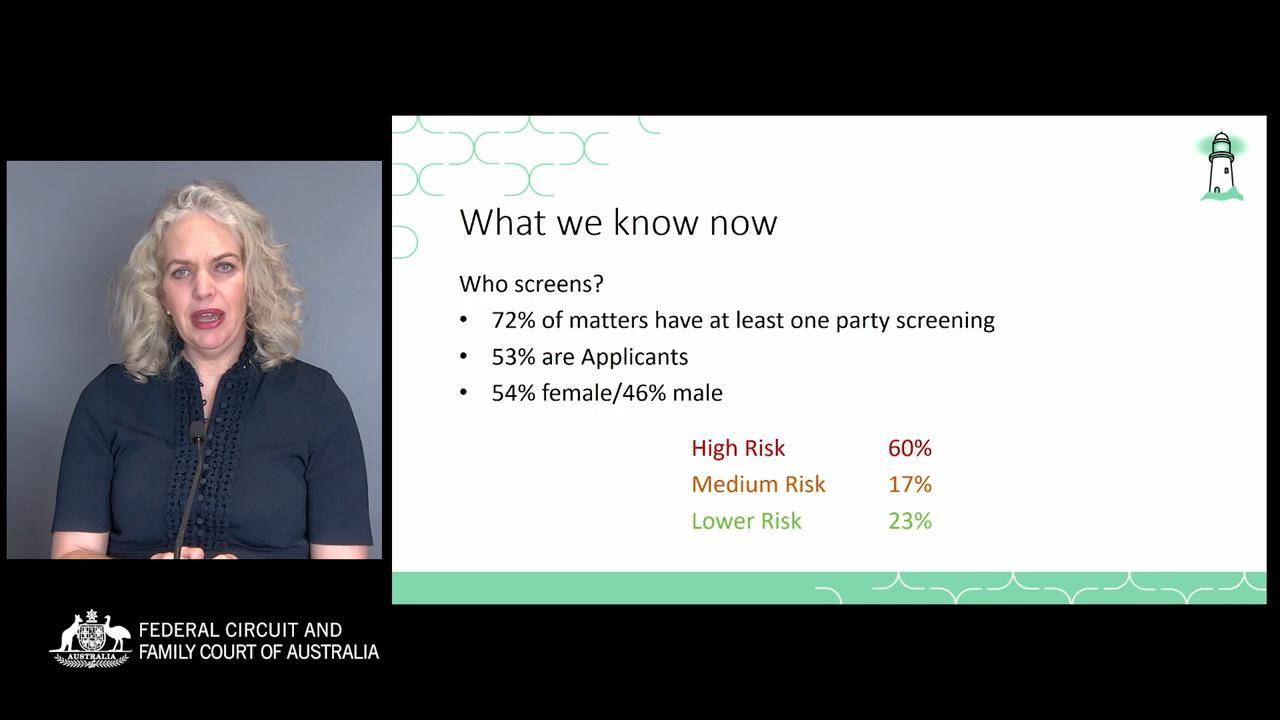 What we know now
Who screens?
• 72% of matters have at least one party screening
• 53% are Applicants
• 54% female/46% male
High Risk 60%
Medium Risk 17%
Lower Risk 23%
AUSTRALIA
FEDERAL CIRCUIT AND
FAMILY COURT OF AUSTRALIA